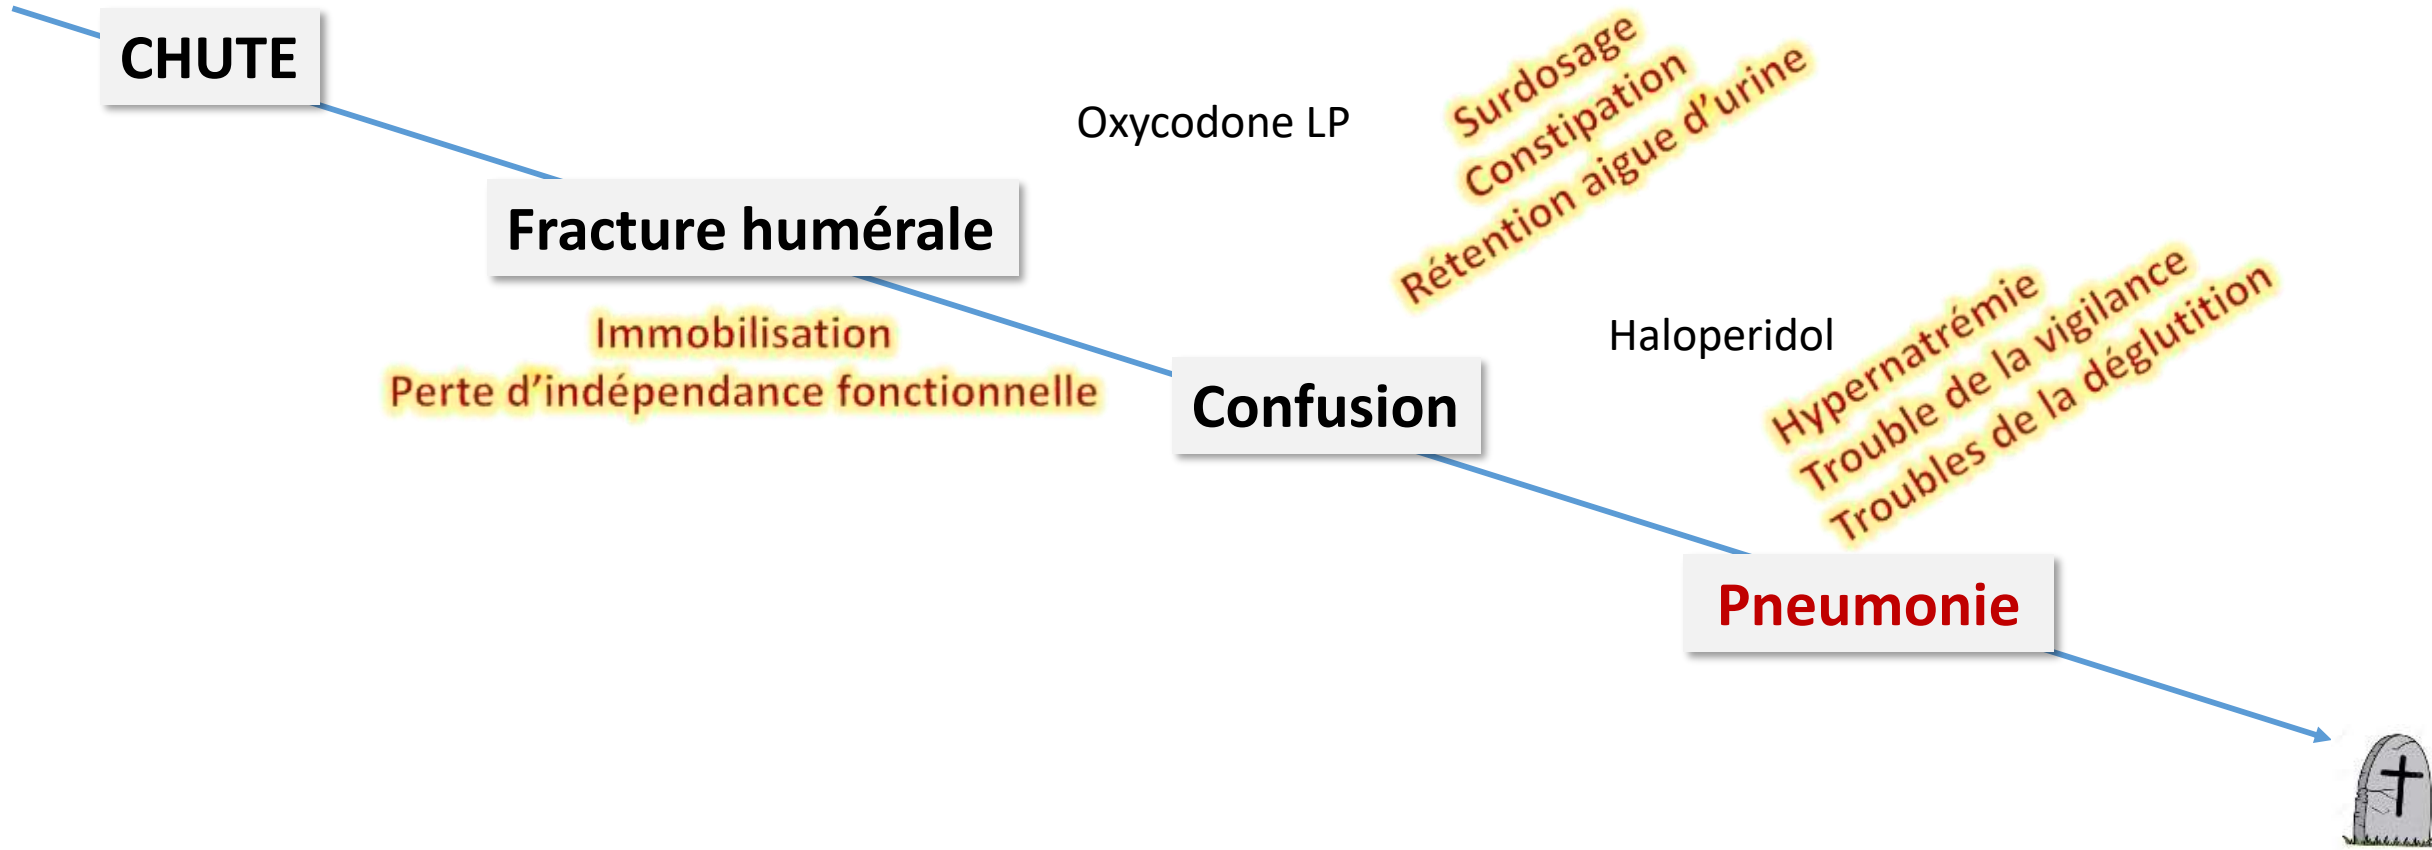 CHUTE
Oxycodone LP
Surdosage
Constipation
Rétention aigue d’urine
Fracture humérale
Immobilisation
Perte d’indépendance fonctionnelle
Haloperidol
Hypernatrémie
Trouble de la vigilance
Troubles de la déglutition
Confusion
Pneumonie